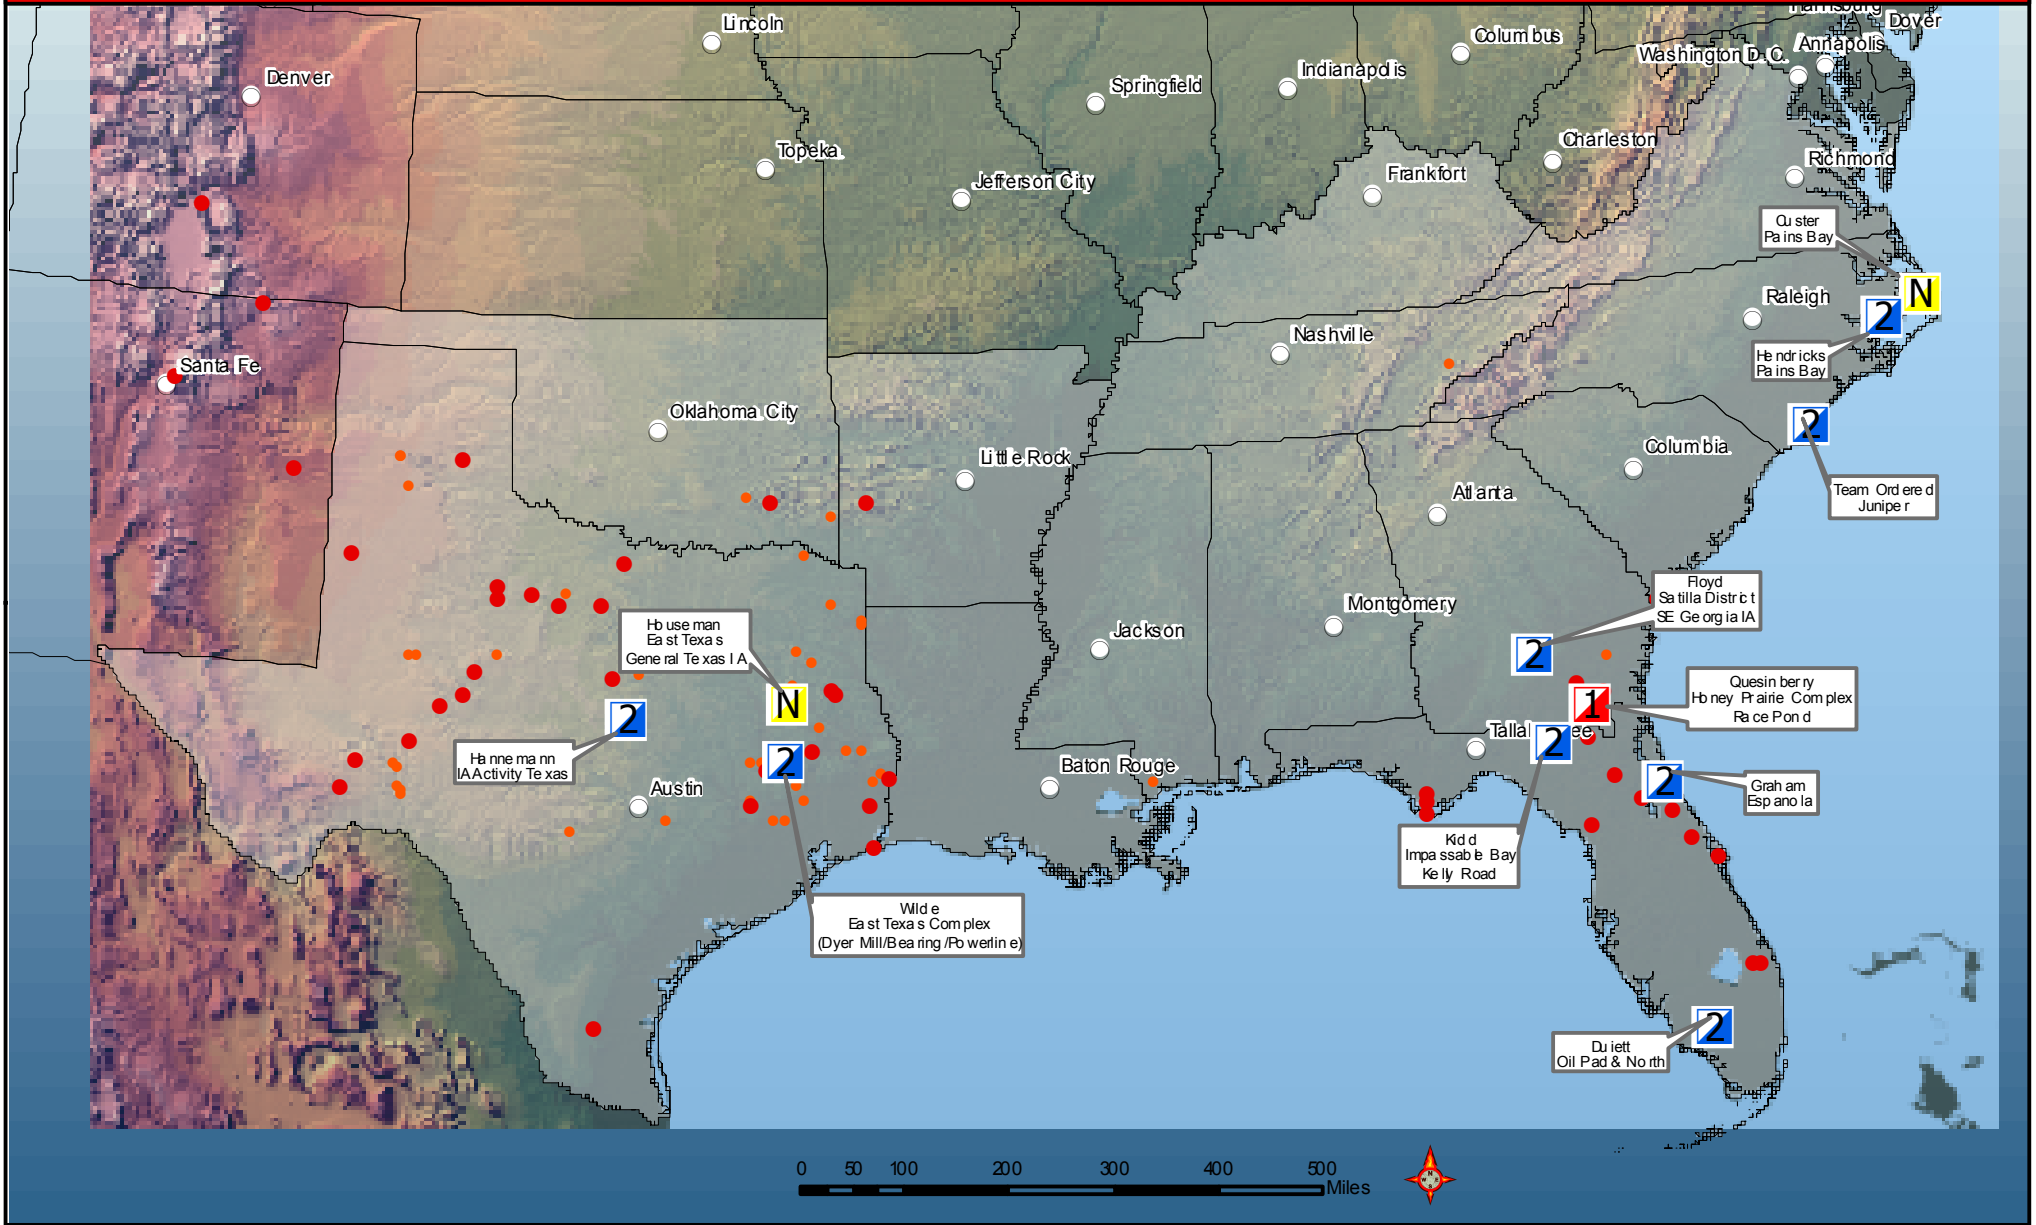 Harrisburg
Dover
Lincoln
Columbus
Annapolis
Washington D.C.
Indianapolis
Denver
Springfield
Charleston
Topeka
Richmond
Frankfort
Jefferson City
Custer
Pains Bay
N
Raleigh
2
Nashville
Hendricks
Pains Bay
Santa Fe
Oklahoma City
2
Columbia
Little Rock
Team Ordered
Juniper
Atlanta
Floyd
Satilla District
SE Georgia IA
Montgomery
Houseman
East Texas
General Texas IA
Jackson
2
Quesinberry
Honey Prairie Complex
Race Pond
N
1
2
Tallahassee
2
Hannemann
IA Activity Texas
2
Baton Rouge
2
Graham
Espanola
Austin
Kidd
Impassable Bay
Kelly Road
Wilde
East Texas Complex
(Dyer Mill/Bearing/Powerline)
2
Duiett
Oil Pad & North
0 50 100 200 300 400 500
Miles
N
W E
S